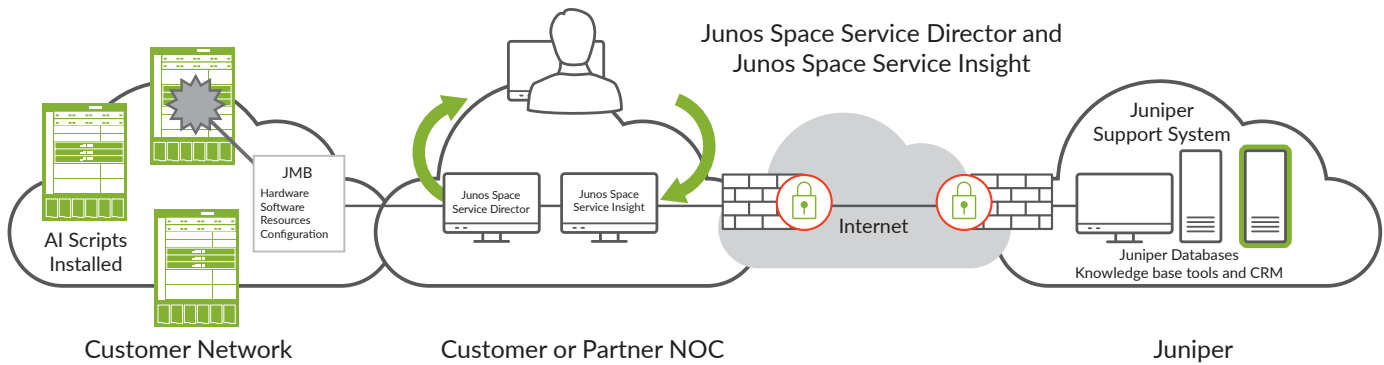 Junos Space Service Director and
Junos Space Service Insight
AI Scripts
Installed
JMB
Hardware
Software
Resources
Configuration
Junos Space
Service Director
Junos Space
Service Insight
Internet
Juniper
Support System
Juniper Databases
Knowledge base tools and CRM
Customer Network
Customer or Partner NOC
Juniper